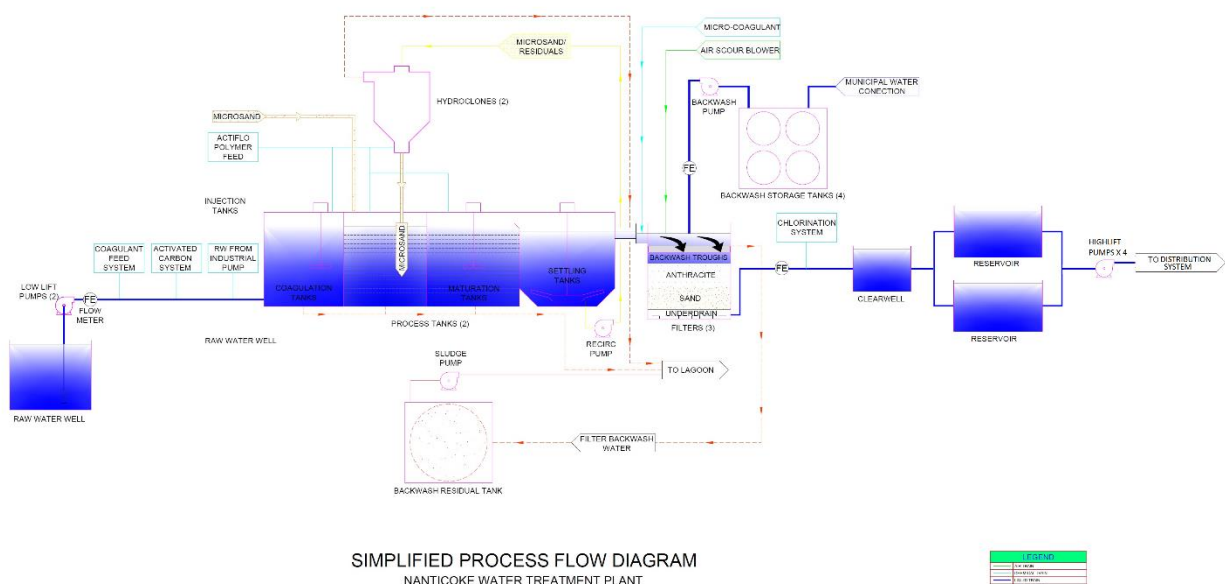 MICRO-COAGULANT
AIR SCOUR BLOWER
MICROSAND/
RESIDUALS
HYDROCLONES (2)
BACKWASH
PUMP
MUNICIPAL WATER
CONECTION
MICROSAND
ACTIFLO
POLYMER
FEED
FE
BACKWASH STORAGE TANKS (4)
INJECTION
TANKS
CHLORINATION
SYSTEM
COAGULANT
FEED
SYSTEM
ACTIVATED
CARBON
SYSTEM
RW FROM
INDUSTRIAL
PUMP
MICROSAND
SETTLING
TANKS
BACKWASH TROUGHS
ANTHRACITE
SAND
UNDERDRAIN
FILTERS (3)
FE
CLEARWELL
RESERVOIR
RESERVOIR
HIGHLIFT
PUMPS X 4
TO DISTRIBUTION
SYSTEM
LOW LIFT
PUMPS (2)
FE
FLOW
METER
COAGULATION
TANKS
MATURATION
TANKS
PROCESS TANKS (2)
RAW WATER WELL
RECIRC
PUMP
SLUDGE
PUMP
TO LAGOON
RAW WATER WELL
FILTER BACKWASH
WATER
BACKWASH RESIDUAL TANK
SIMPLIFIED PROCESS FLOW DIAGRAM
NANTICOKE WATER TREATMENT PLANT
LEGEND